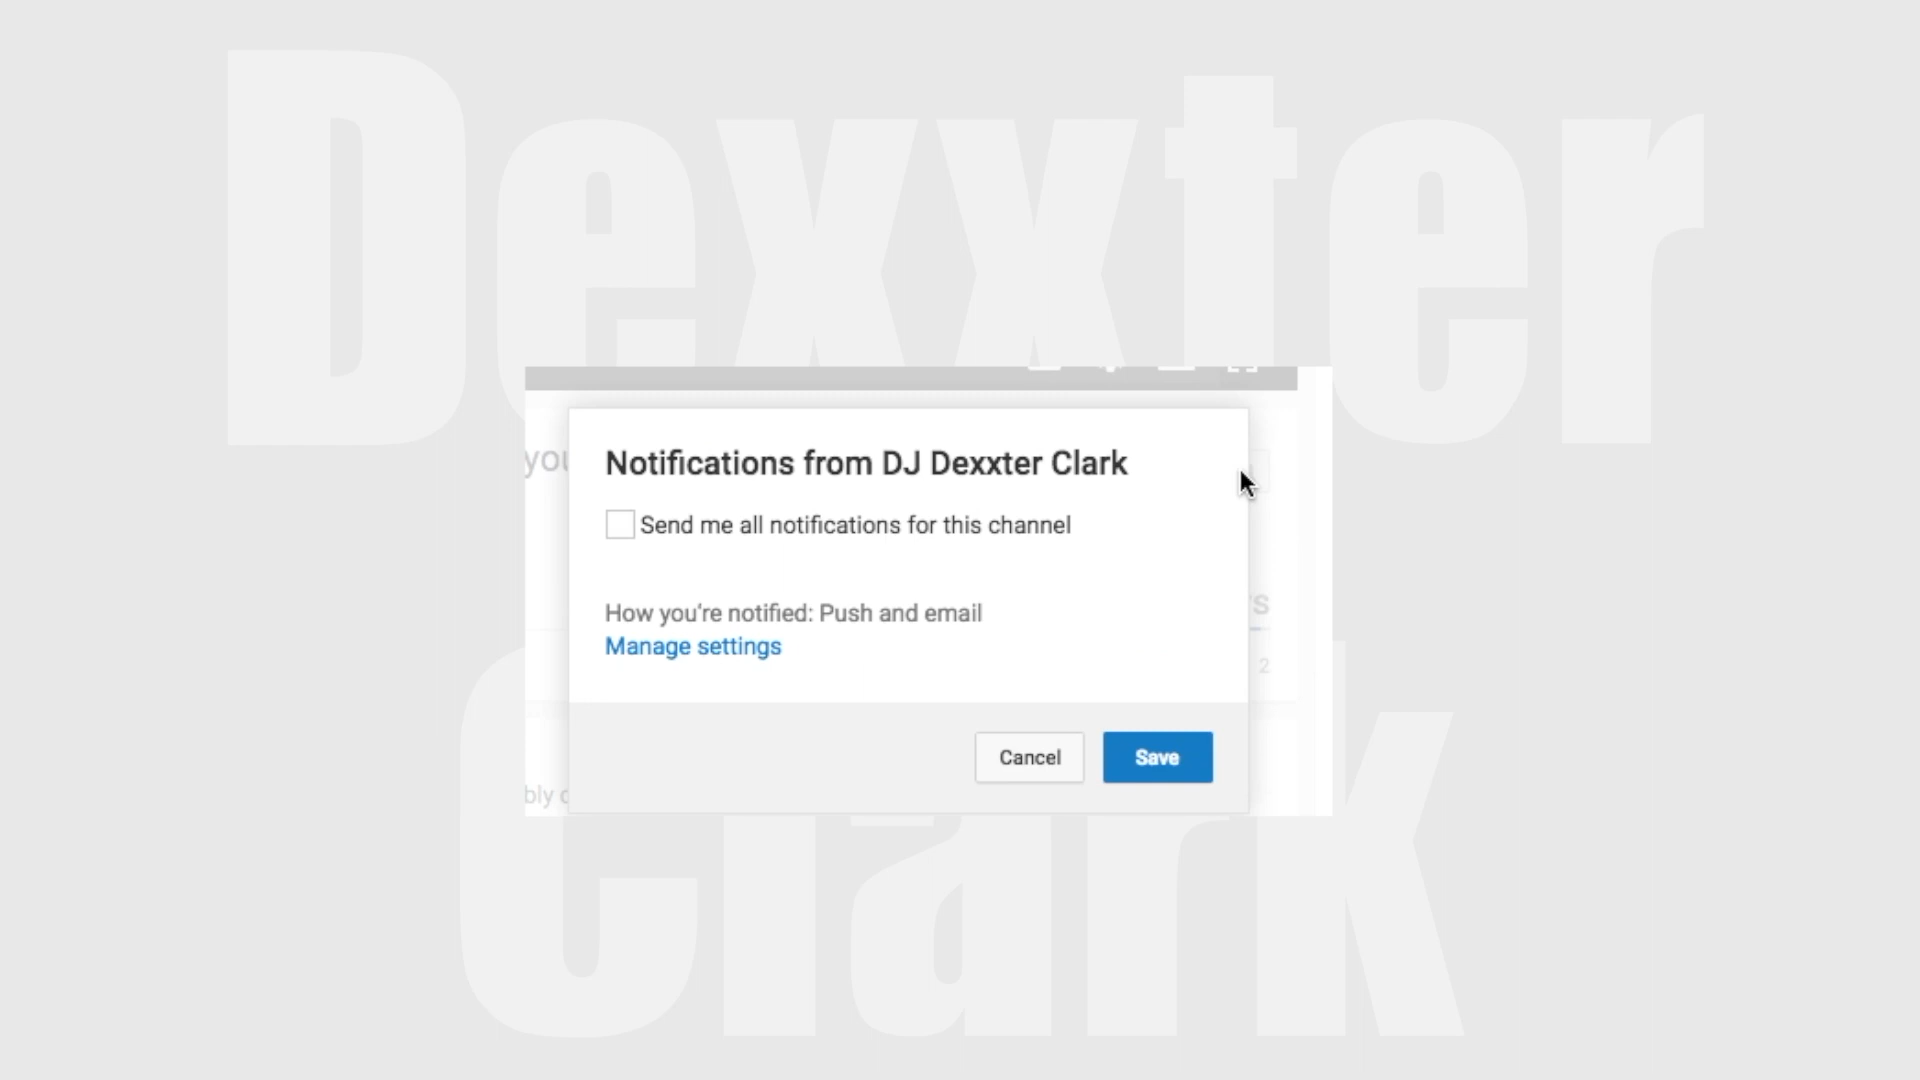 Dexxter
Notifications from DJ Dexxter Clark
Send me all notifications for this channel
How you're notified: Push and email
Manage settings
2
Cancel
Save
Clark